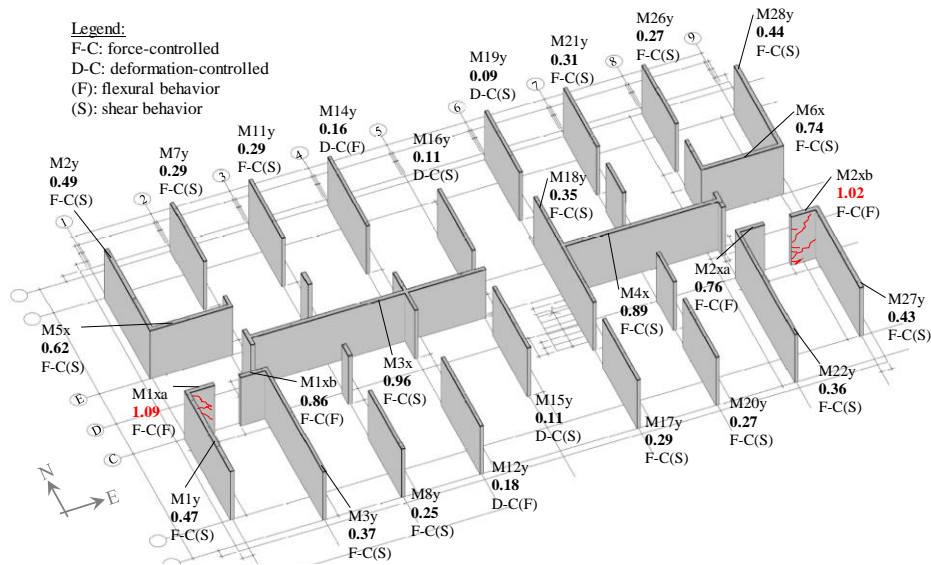 Legend:
F-C: force-controlled
D-C: deformation-controlled
(F): flexural behavior
(S): shear behavior
M2y
0.49
F-C(S)
M7y
0.29
F-C(S)
M11y
0.29
F-C(S)
M14y
0.16
D-C(F)
M16y
0.11
D-C(S)
M19y
0.09
D-C(S)
M21y
0.31
F-C(S)
M26y
0.27
F-C(S)
M28y
0.44
F-C(S)
M6x
0.74
F-C(S)
M2xb
1.02
F-C(F)
M18y
0.35
F-C(S)
M5x
0.62
F-C(S)
M1xa
1.09
F-C(F)
M1xb
0.86
F-C(F)
M3x
0.96
F-C(S)
M4x
0.89
F-C(S)
M2xa
0.76
F-C(F)
M27y
0.43
F-C(S)
M1y
0.47
F-C(S)
M3y
0.37
F-C(S)
M8y
0.25
F-C(S)
M12y
0.18
D-C(F)
M15y
0.11
D-C(S)
M17y
0.29
F-C(S)
M20y
0.27
F-C(S)
M22y
0.36
F-C(S)
1
2
3
4
5
6
7
8
9
E
D
C
N
E